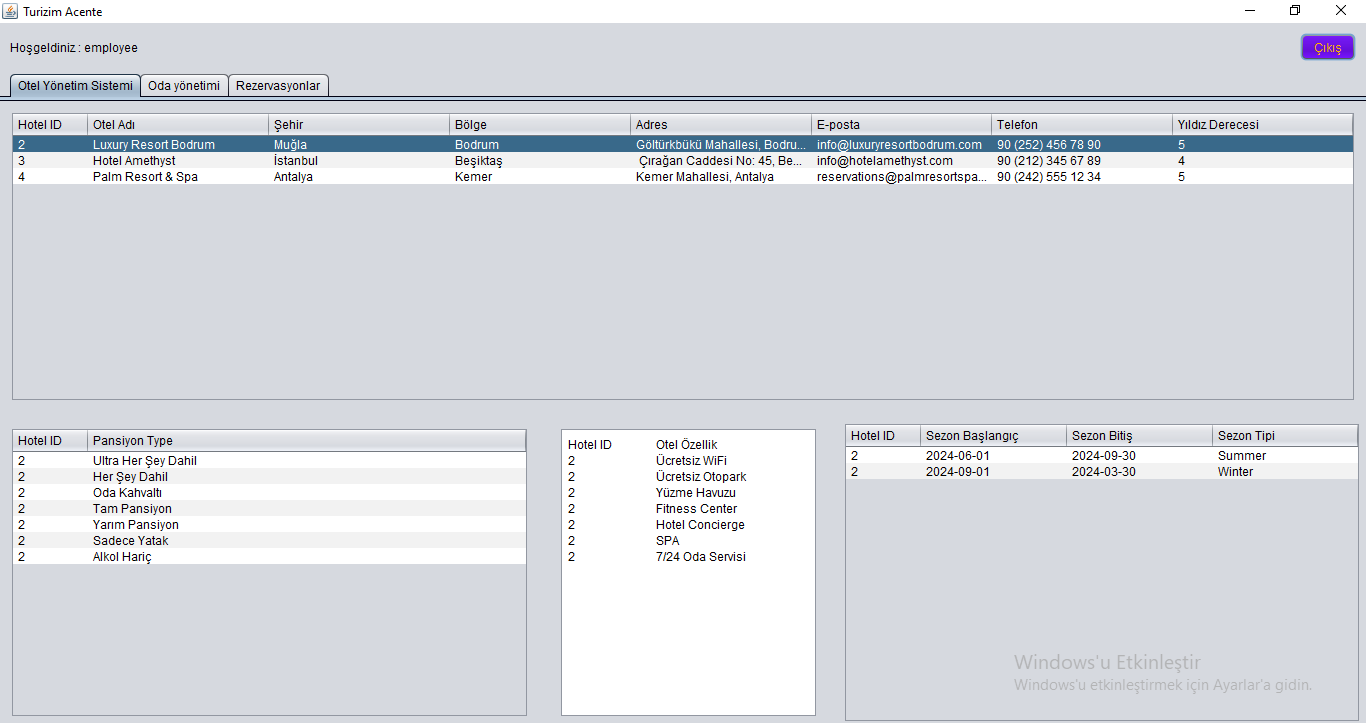 Turizim Acente
Hoşgeldiniz : employee
Çıkış
Otel Yönetim Sistemi Oda yönetimi Rezervasyonlar
Hotel ID Otel Adı Şehir Bölge Adres E-posta Telefon Yıldız Derecesi
2 Luxury Resort Bodrum Muğla Bodrum Göltürkbükü Mahallesi, Bodru... info@luxuryresortbodrum.com 90 (252) 456 78 90 5
3 Hotel Amethyst İstanbul Beşiktaş Çırağan Caddesi No: 45, Be... info@hotelamethyst.com 90 (212) 345 67 89 4
4 Palm Resort & Spa Antalya Kemer Kemer Mahallesi, Antalya reservations@palmresortspa... 90 (242) 555 12 34 5
Hotel ID Pansiyon Type
2 Ultra Her Şey Dahil
2 Her Şey Dahil
2 Oda Kahvaltı
2 Tam Pansiyon
2 Yarım Pansiyon
2 Sadece Yatak
2 Alkol Hariç
Hotel ID Otel Özellik
2 Ücretsiz WiFi
2 Ücretsiz Otopark
2 Yüzme Havuzu
2 Fitness Center
2 Hotel Concierge
2 SPA
2 7/24 Oda Servisi
Hotel ID Sezon Başlangıç Sezon Bitiş Sezon Tipi
2 2024-06-01 2024-09-30 Summer
2 2024-09-01 2024-03-30 Winter
Windows'u Etkinleştir
Windows'u etkinleştirmek için Ayarlar'a gidin.